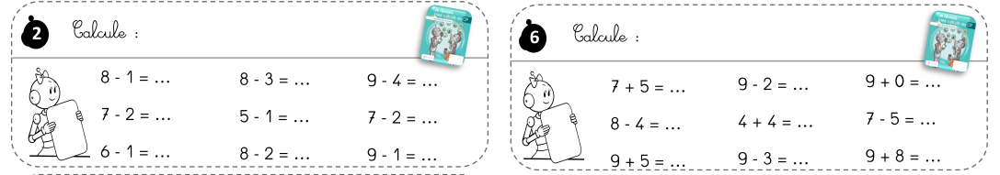 2 Calcule :
8 - 1 = ... 8 - 3 = ... 9 - 4 = ...
7 - 2 = ... 5 - 1 = ... 7 - 2 = ...
6 - 1 = ... 8 - 2 = ... 9 - 1 = ...
6 Calcule :
7 + 5 = ... 9 - 2 = ... 9 + 0 = ...
8 - 4 = ... 4 + 4 = ... 7 - 5 = ...
9 + 5 = ... 9 - 3 = ... 9 + 8 = ...